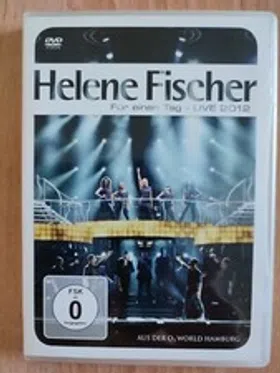 DVD
Helene Fischer
Für einen Tag - LIVE 2012
FSK
0
AUS DER O₂ WORLD HAMBURG